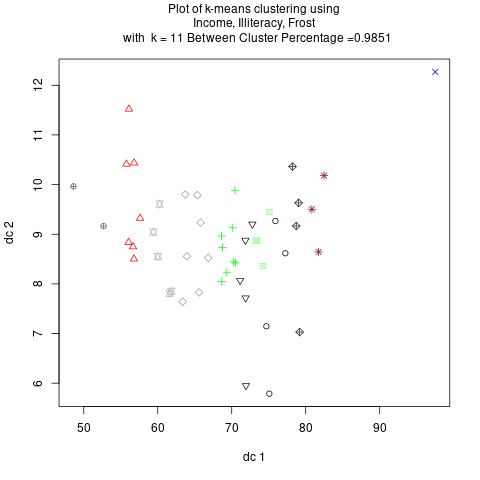 Plot of k-means clustering using
Income, Illiteracy, Frost
with k = 11 Between Cluster Percentage =0.9851
12
11
10
9
8
7
6
dc 2
50
60
70
80
90
dc 1